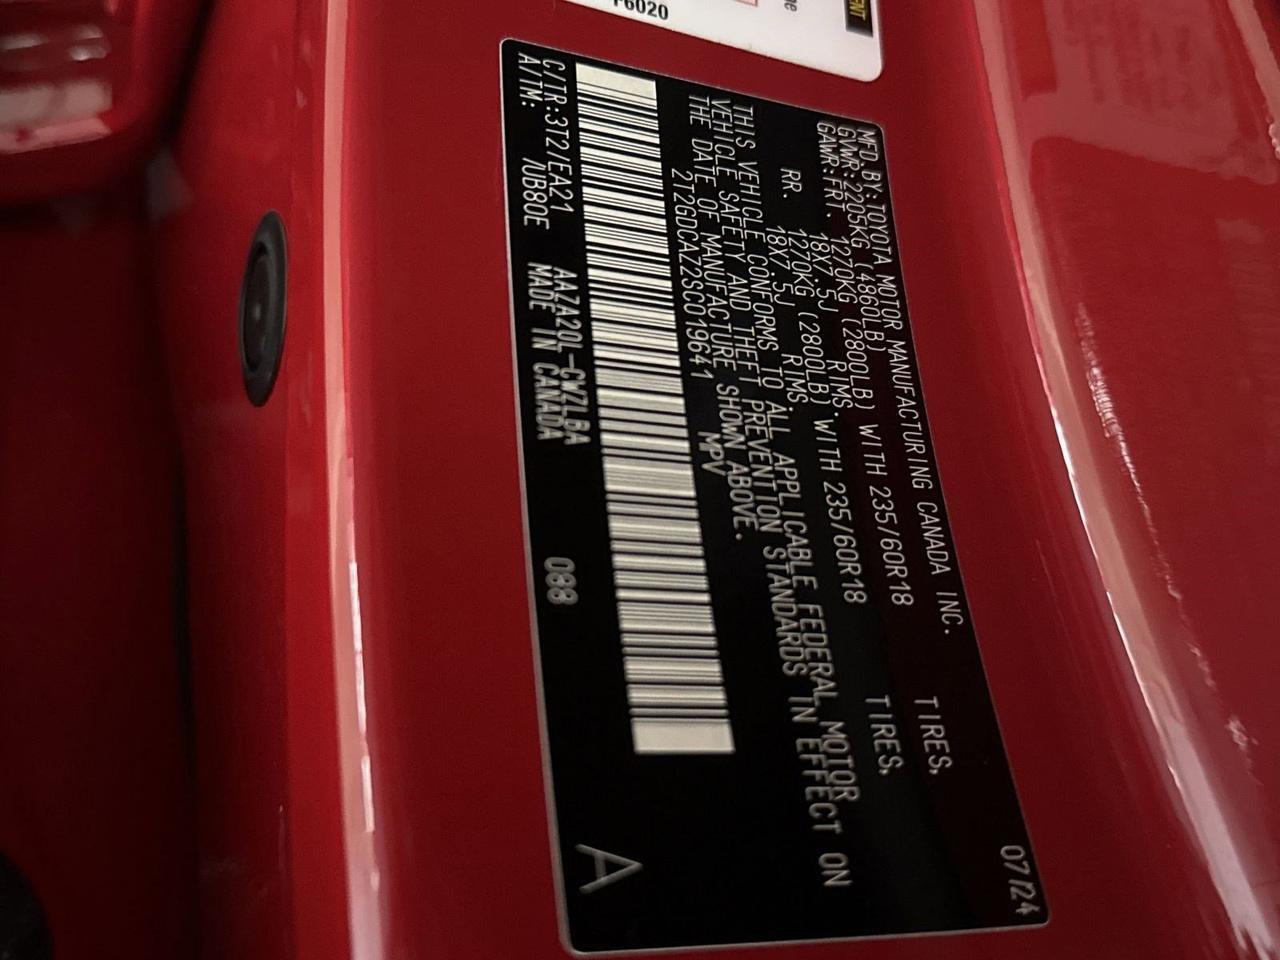 P6020
MFD.BY:TOYOTA MOTOR MANUFACTURING CANADA INC. 07/24
GVWR:2205KG (4860LB)
GAWR:FRT. 1270KG (2800LB) WITH 235/60R18 TIRES,
18X7.5J RIMS.
RR. 1270KG (2800LB) WITH 235/60R18 TIRES,
18X7.5J RIMS.
THIS VEHICLE CONFORMS TO ALL APPLICABLE FEDERAL MOTOR
VEHICLE SAFETY AND THEFT PREVENTION STANDARDS IN EFFECT ON
THE DATE OF MANUFACTURE SHOWN ABOVE.
2T2GDCAZ2SC019641 MPV
C/TR:3T2/EA21 AAZA20L-CWZLBA 088
A/TM: /UB80E MADE IN CANADA
A